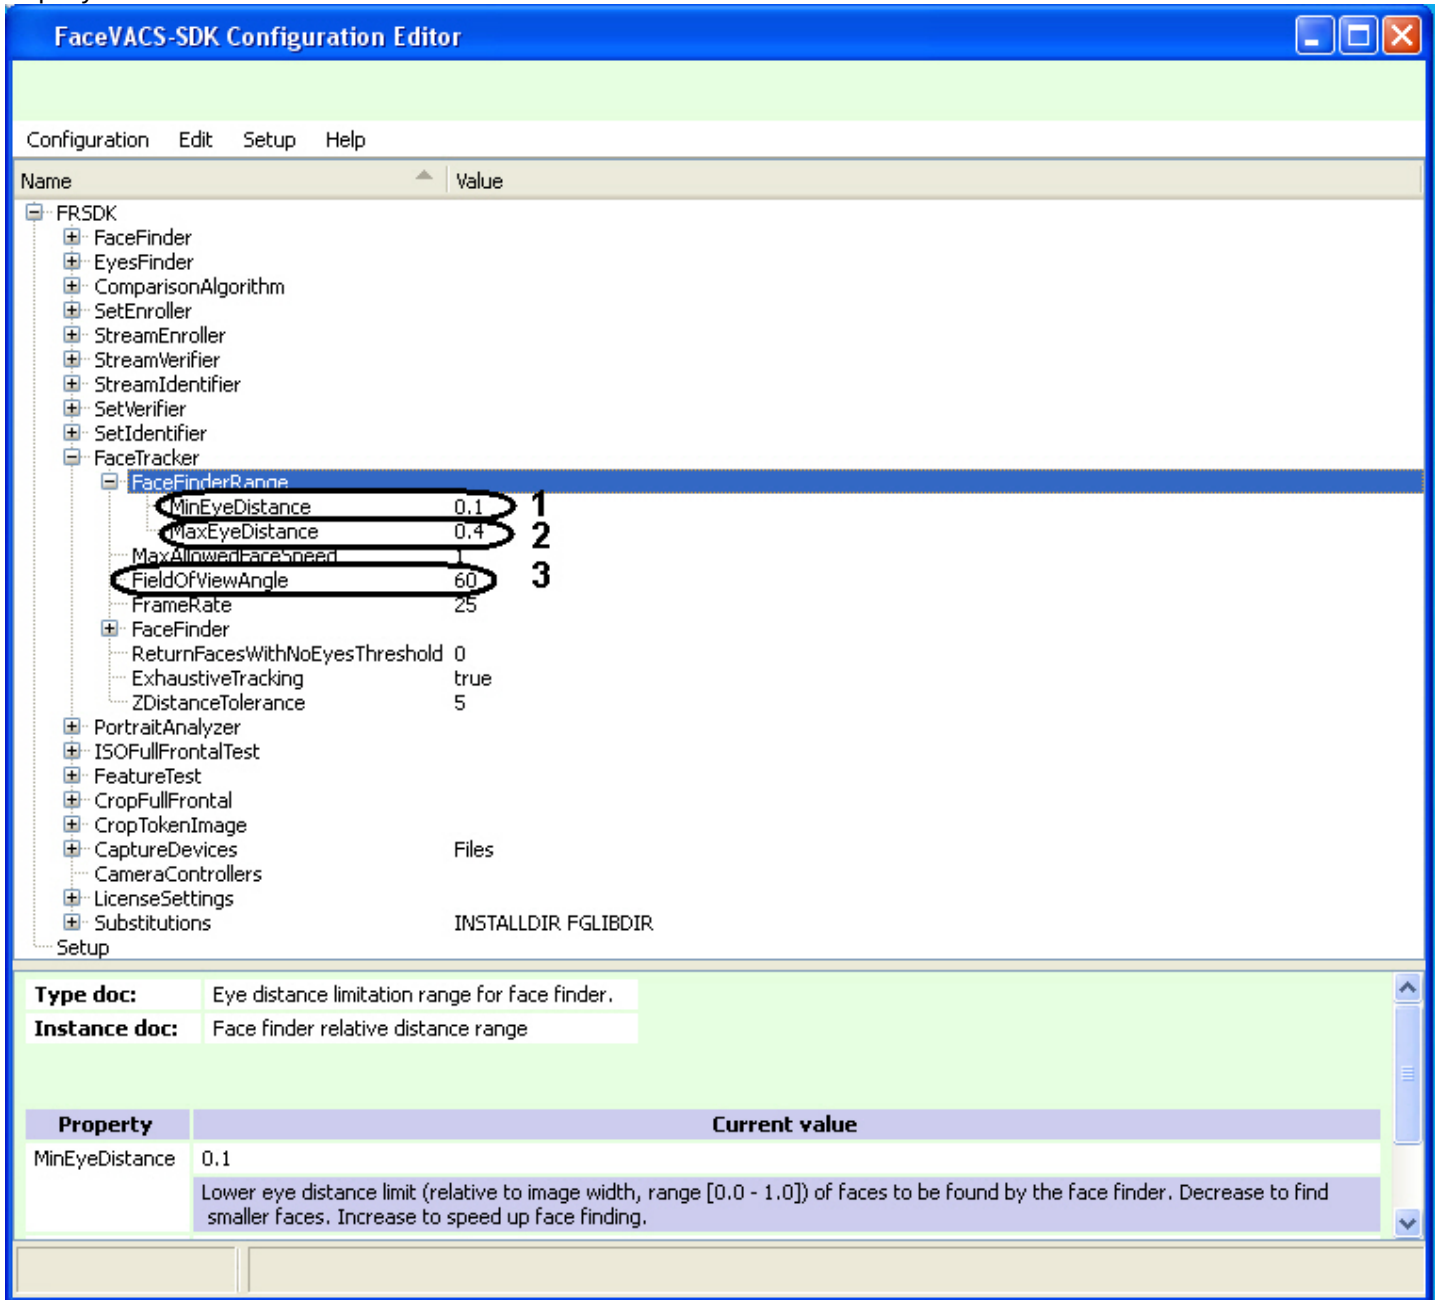 FaceVACS-SDK Configuration Editor
Configuration Edit Setup Help
Name Value
FRSDK
FaceFinder
EyesFinder
ComparisonAlgorithm
SetEnroller
StreamEnroller
StreamVerifier
StreamIdentifier
SetVerifier
SetIdentifier
FaceTracker
FaceFinderRange
MinEyeDistance 0.1 1
MaxEyeDistance 0.4 2
MaxAllowedFaceSpeed 1
FieldOfViewAngle 60 3
FrameRate 25
FaceFinder
ReturnFacesWithNoEyesThreshold 0
ExhaustiveTracking true
ZDistanceTolerance 5
PortraitAnalyzer
ISOFullFrontalTest
FeatureTest
CropFullFrontal
CropTokenImage
CaptureDevices Files
CameraControllers
LicenseSettings
Substitutions INSTALLDIR FGLIBDIR
Setup
Type doc: Eye distance limitation range for face finder.
Instance doc: Face finder relative distance range
Property Current value
MinEyeDistance 0.1
Lower eye distance limit (relative to image width, range [0.0 - 1.0]) of faces to be found by the face finder. Decrease to find
smaller faces. Increase to speed up face finding.